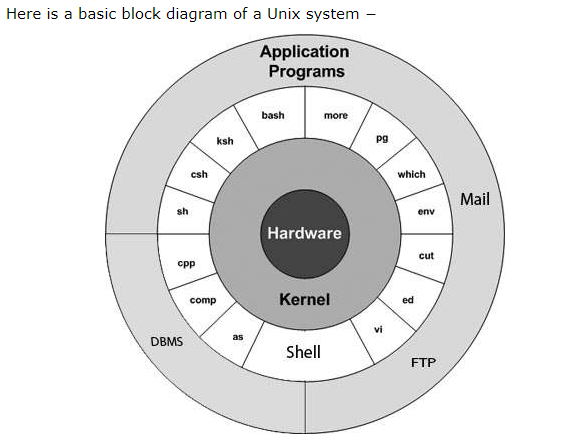 Here is a basic block diagram of a Unix system −
Application
Programs
bash
more
ksh
pg
csh
which
Mail
sh
env
Hardware
cpp
cut
comp
Kernel
ed
as
vi
DBMS
Shell
FTP